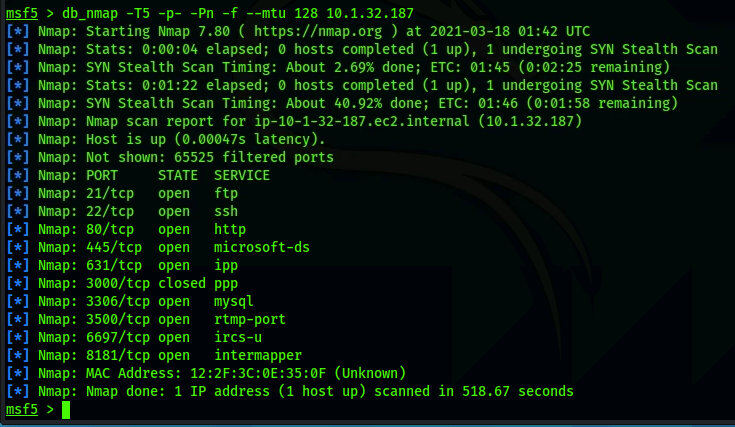 msf5 > db_nmap -T5 -p- -Pn -f --mtu 128 10.1.32.187
[*] Nmap: Starting Nmap 7.80 ( https://nmap.org ) at 2021-03-18 01:42 UTC
[*] Nmap: Stats: 0:00:04 elapsed; 0 hosts completed (1 up), 1 undergoing SYN Stealth Scan
[*] Nmap: SYN Stealth Scan Timing: About 2.69% done; ETC: 01:45 (0:02:25 remaining)
[*] Nmap: Stats: 0:01:22 elapsed; 0 hosts completed (1 up), 1 undergoing SYN Stealth Scan
[*] Nmap: SYN Stealth Scan Timing: About 40.92% done; ETC: 01:46 (0:01:58 remaining)
[*] Nmap: Nmap scan report for ip-10-1-32-187.ec2.internal (10.1.32.187)
[*] Nmap: Host is up (0.00047s latency).
[*] Nmap: Not shown: 65525 filtered ports
[*] Nmap: PORT     STATE  SERVICE
[*] Nmap: 21/tcp   open   ftp
[*] Nmap: 22/tcp   open   ssh
[*] Nmap: 80/tcp   open   http
[*] Nmap: 445/tcp  open   microsoft-ds
[*] Nmap: 631/tcp  open   ipp
[*] Nmap: 3000/tcp closed ppp
[*] Nmap: 3306/tcp open   mysql
[*] Nmap: 3500/tcp open   rtmp-port
[*] Nmap: 6697/tcp open   ircs-u
[*] Nmap: 8181/tcp open   intermapper
[*] Nmap: MAC Address: 12:2F:3C:0E:35:0F (Unknown)
[*] Nmap: Nmap done: 1 IP address (1 host up) scanned in 518.67 seconds
msf5 >